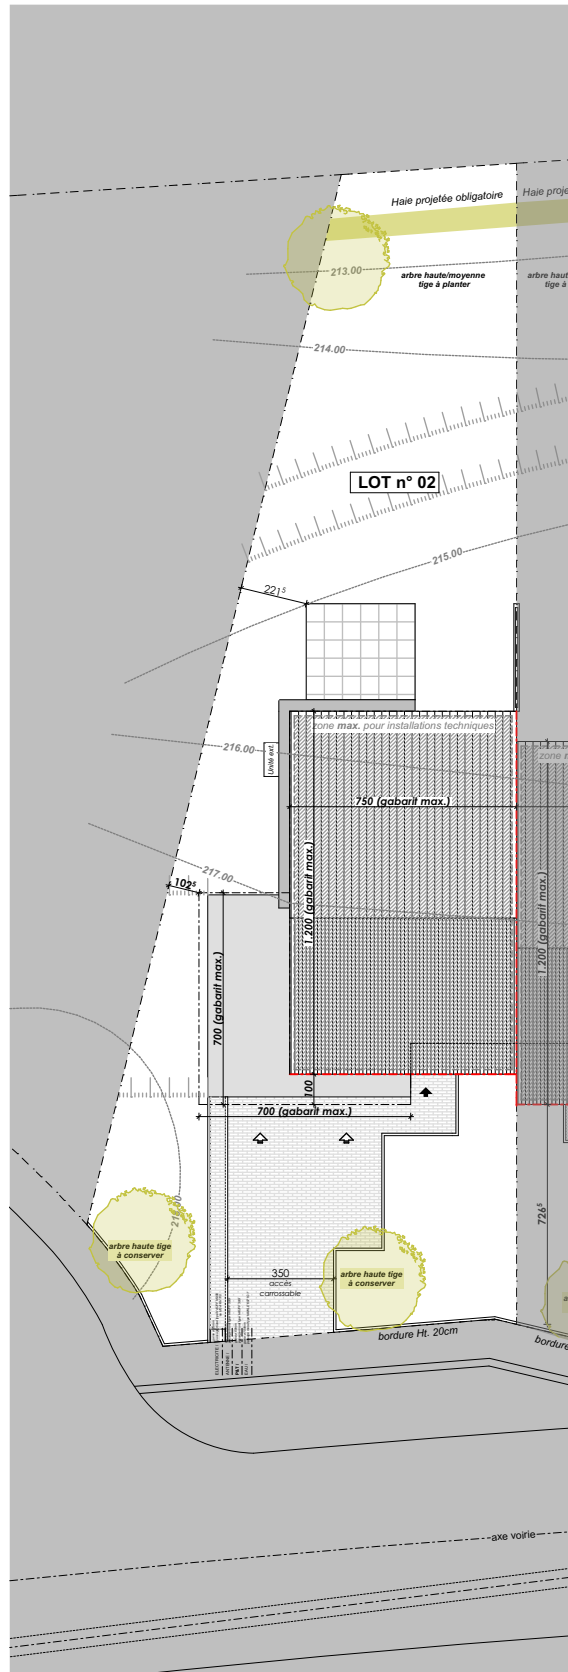 Haie projetée obligatoire
Haie proje
213.00
arbre haute/moyenne
tige à planter
arbre haut
tige à
214.00
LOT n° 02
215.00
221⁵
zone max. pour installations techniques
216.00
Unité ext.
zone m
750 (gabarit max.)
217.00
102⁵
1.200 (gabarit max.)
1.200 (gabarit max.)
700 (gabarit max.)
100
700 (gabarit max.)
726⁵
arbre haute tige
à conserver
350
accès
carrossable
arbre haute tige
à conserver
bordure Ht. 20cm
bordure
ELECTRICITE :
ANTENNE :
P&T :
EAU :
axe voirie